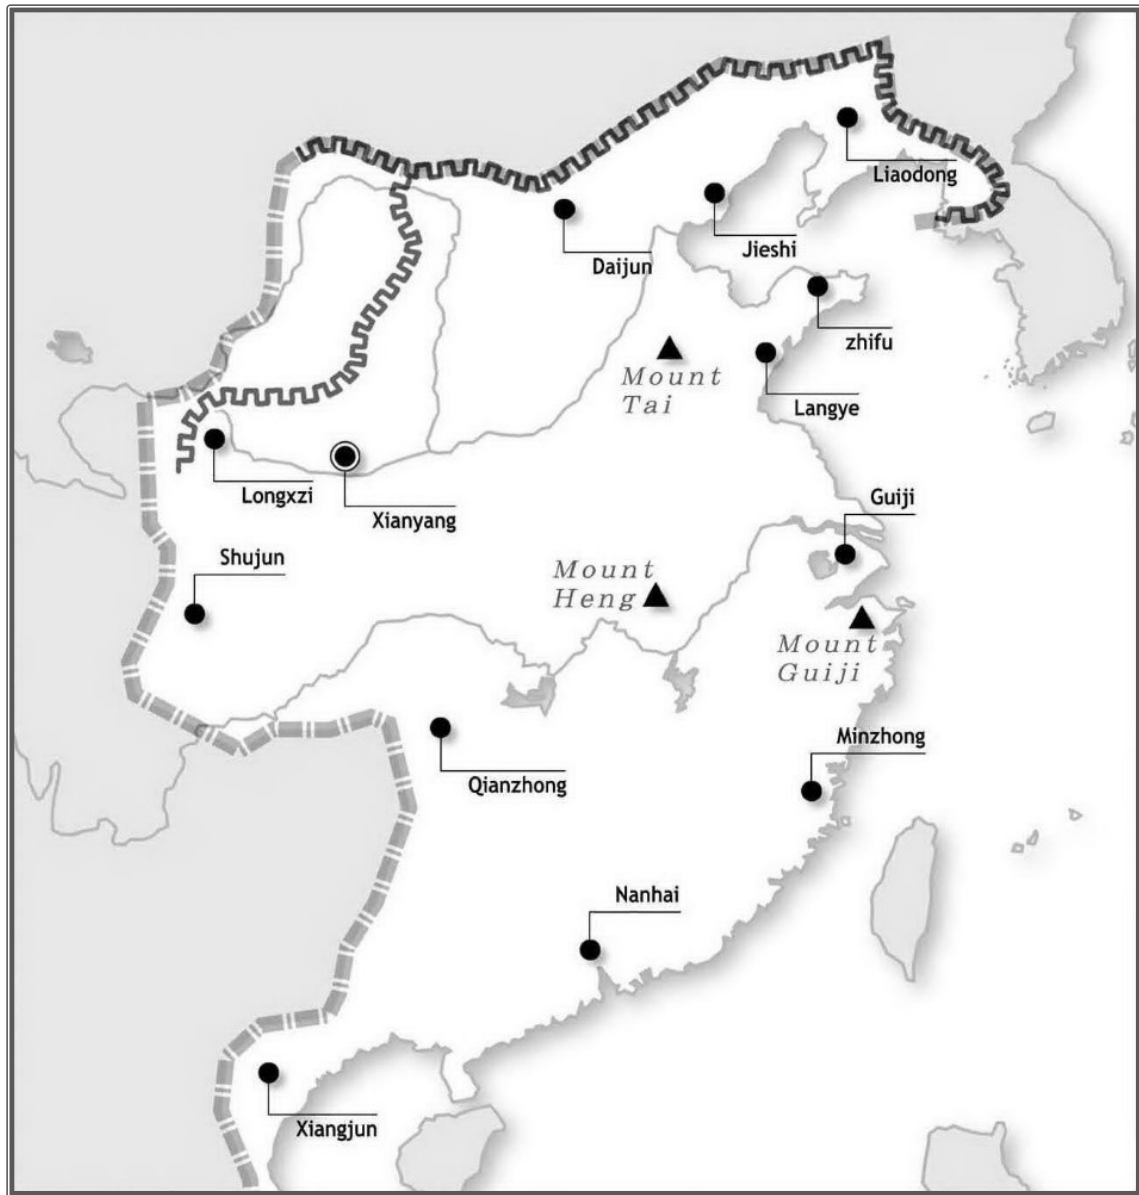 Liaodong
Jieshi
Daijun
zhifu
Mount
Tai
Langye
Longxzi
Xianyang
Guiji
Shujun
Mount
Heng
Mount
Guiji
Minzhong
Qianzhong
Nanhai
Xiangjun